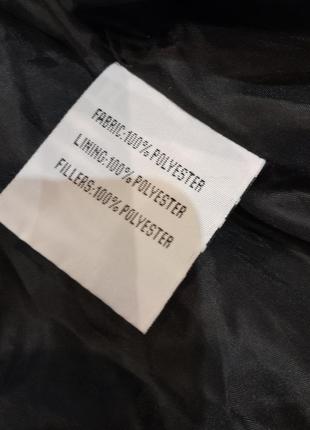 FABRIC:100% POLYESTER
LINING:100% POLYESTER
FILLERS:100% POLYESTER